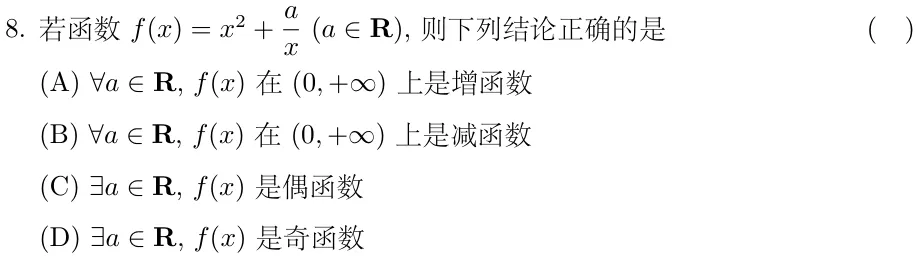 8. 若函数 f(x) = x² + a/x (a ∈ R), 则下列结论正确的是 ( )
(A) ∀a ∈ R, f(x) 在 (0, +∞) 上是增函数
(B) ∀a ∈ R, f(x) 在 (0, +∞) 上是减函数
(C) ∃a ∈ R, f(x) 是偶函数
(D) ∃a ∈ R, f(x) 是奇函数